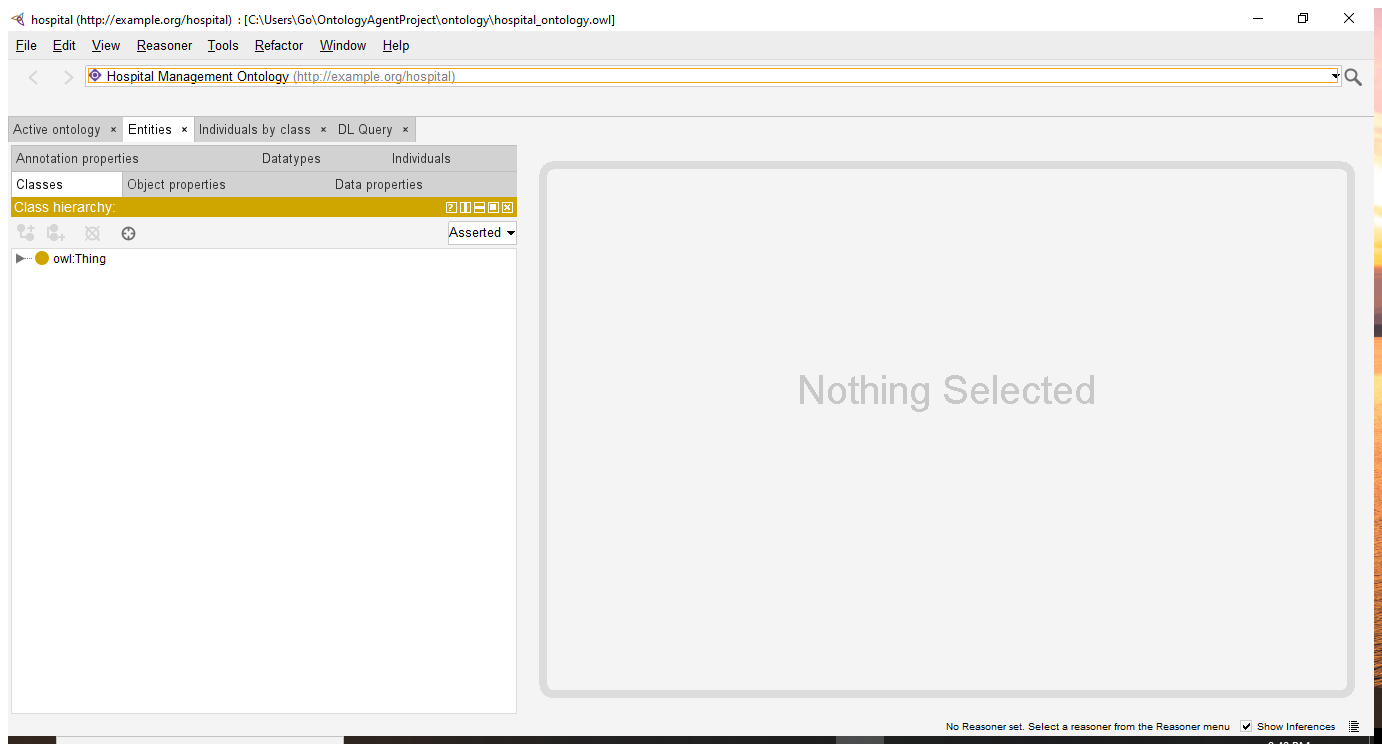 hospital (http://example.org/hospital) : [C:\Users\Go\OntologyAgentProject\ontology\hospital_ontology.owl]
File Edit View Reasoner Tools Refactor Window Help
Hospital Management Ontology (http://example.org/hospital)
Active ontology × Entities × Individuals by class × DL Query ×
Annotation properties Datatypes Individuals
Classes Object properties Data properties
Class hierarchy:
Asserted
owl:Thing
Nothing Selected
No Reasoner set. Select a reasoner from the Reasoner menu Show Inferences